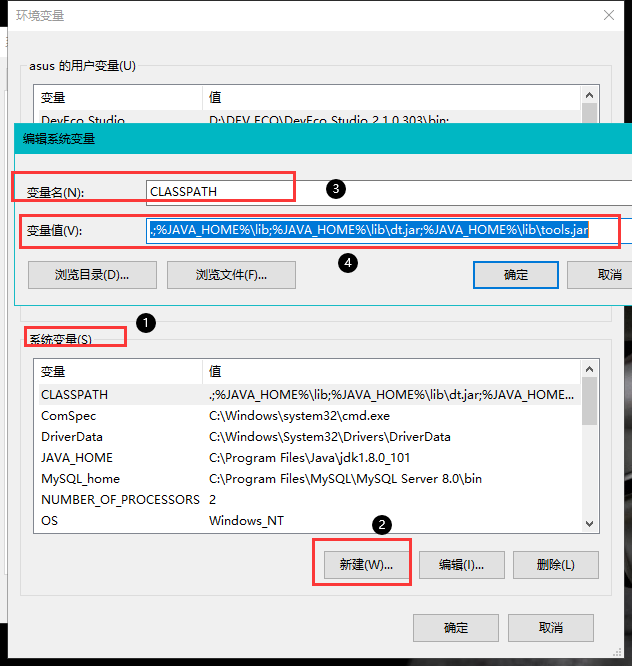 环境变量
asus 的用户变量(U)
变量 值
DevEco Studio D:\DEV ECO\DevEco Studio 2.1.0.303\bin;
编辑系统变量
变量名(N): CLASSPATH 3
变量值(V): .;%JAVA_HOME%\lib;%JAVA_HOME%\lib\dt.jar;%JAVA_HOME%\lib\tools.jar
4
浏览目录(D)... 浏览文件(F)... 确定 取消
1
系统变量(S)
变量 值
CLASSPATH .;%JAVA_HOME%\lib;%JAVA_HOME%\lib\dt.jar;%JAVA_HOME...
ComSpec C:\Windows\system32\cmd.exe
DriverData C:\Windows\System32\Drivers\DriverData
JAVA_HOME C:\Program Files\Java\jdk1.8.0_101
MySQL_home C:\Program Files\MySQL\MySQL Server 8.0\bin
NUMBER_OF_PROCESSORS 2
OS Windows_NT
2
新建(W)... 编辑(I)... 删除(L)
确定 取消